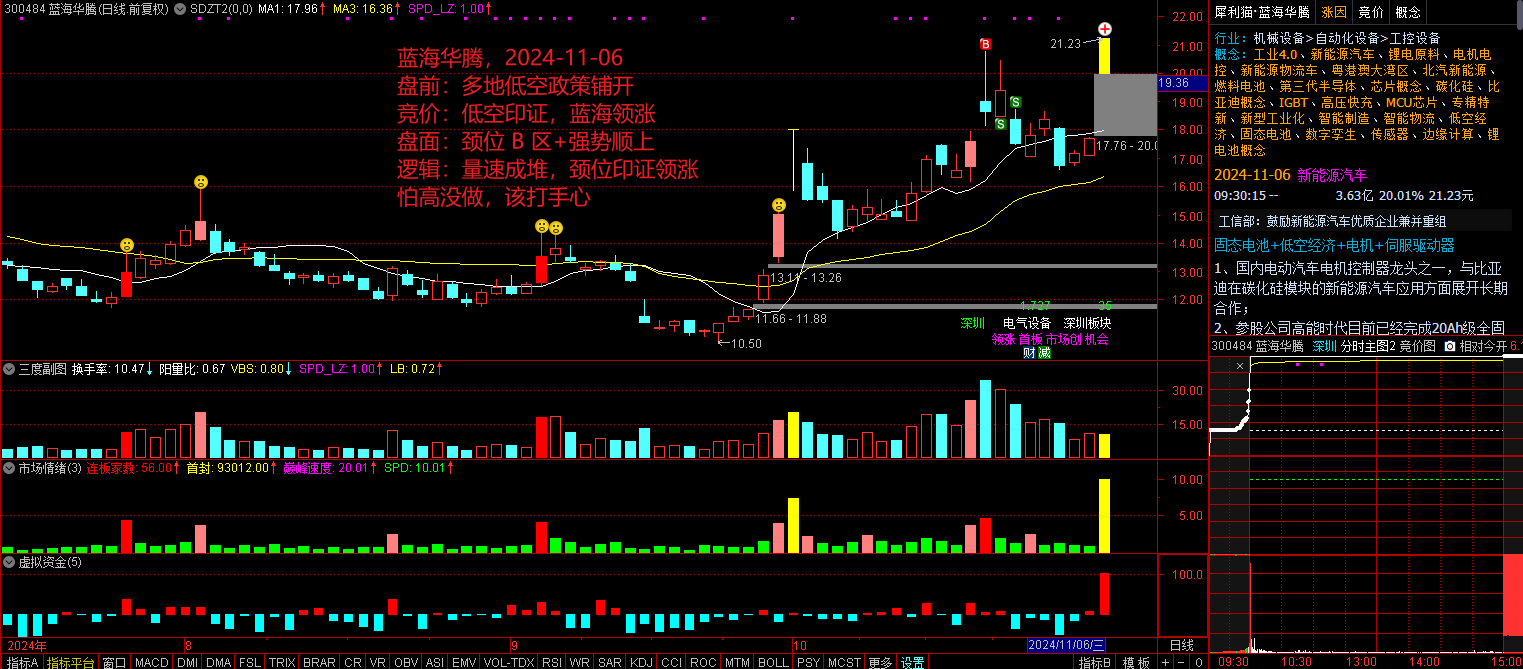 300484 蓝海华腾(日线.前复权) SDZT2(0,0) MA1: 17.96↑ MA3: 16.36↑ SPD_LZ: 1.00↑
蓝海华腾，2024-11-06
盘前：多地低空政策铺开
竞价：低空印证，蓝海领涨
盘面：颈位 B 区+强势顺上
逻辑：量速成堆，颈位印证领涨
怕高没做，该打手心
B
S
S
21.23
17.76 - 20.0
13.11 - 13.26
11.66 - 11.88
10.50
1.727 35
深圳 电气设备 深圳板块
领涨 首板 市场创 机会
财 减
22.00
21.00
20.00
19.36
19.00
18.00
17.00
16.00
15.00
14.00
13.00
12.00
三度副图 换手率: 10.47↓ 阳量比: 0.67 VBS: 0.80↓ SPD_LZ: 1.00↑ LB: 0.72↑
30.00
15.00
市场情绪(3) 连板家数: 56.00↑ 首封: 93012.00↑ 巅峰速度: 20.01↑ SPD: 10.01↑
10.00
5.00
虚拟资金(5)
100.0
2024年 8 9 10 2024/11/06/三 日线
指标A 指标平台 窗口 MACD DMI DMA FSL TRIX BRAR CR VR OBV ASI EMV VOL-TDX RSI WR SAR KDJ CCI ROC MTM BOLL PSY MCST 更多 设置 指标B 模板 + - O
犀利猫·蓝海华腾 涨因 竞价 概念
行业: 机械设备>自动化设备>工控设备
概念: 工业4.0、新能源汽车、锂电原料、电机电
控、新能源物流车、粤港澳大湾区、北汽新能源、
燃料电池、第三代半导体、芯片概念、碳化硅、比
亚迪概念、IGBT、高压快充、MCU芯片、专精特
新、新型工业化、智能制造、智能物流、低空经
济、固态电池、数字孪生、传感器、边缘计算、锂
电池概念
2024-11-06 新能源汽车
09:30:15 -- 3.63亿 20.01% 21.23元
工信部：鼓励新能源汽车优质企业兼并重组
固态电池+低空经济+电机+伺服驱动器
1、国内电动汽车电机控制器龙头之一，与比亚
迪在碳化硅模块的新能源汽车应用方面展开长期
合作；
2、参股公司高能时代目前已经完成20Ah级全固
300484 蓝海华腾 深圳 分时主图2 竞价图 相对今开 6.1
09:30 10:30 13:00 14:00 15:00